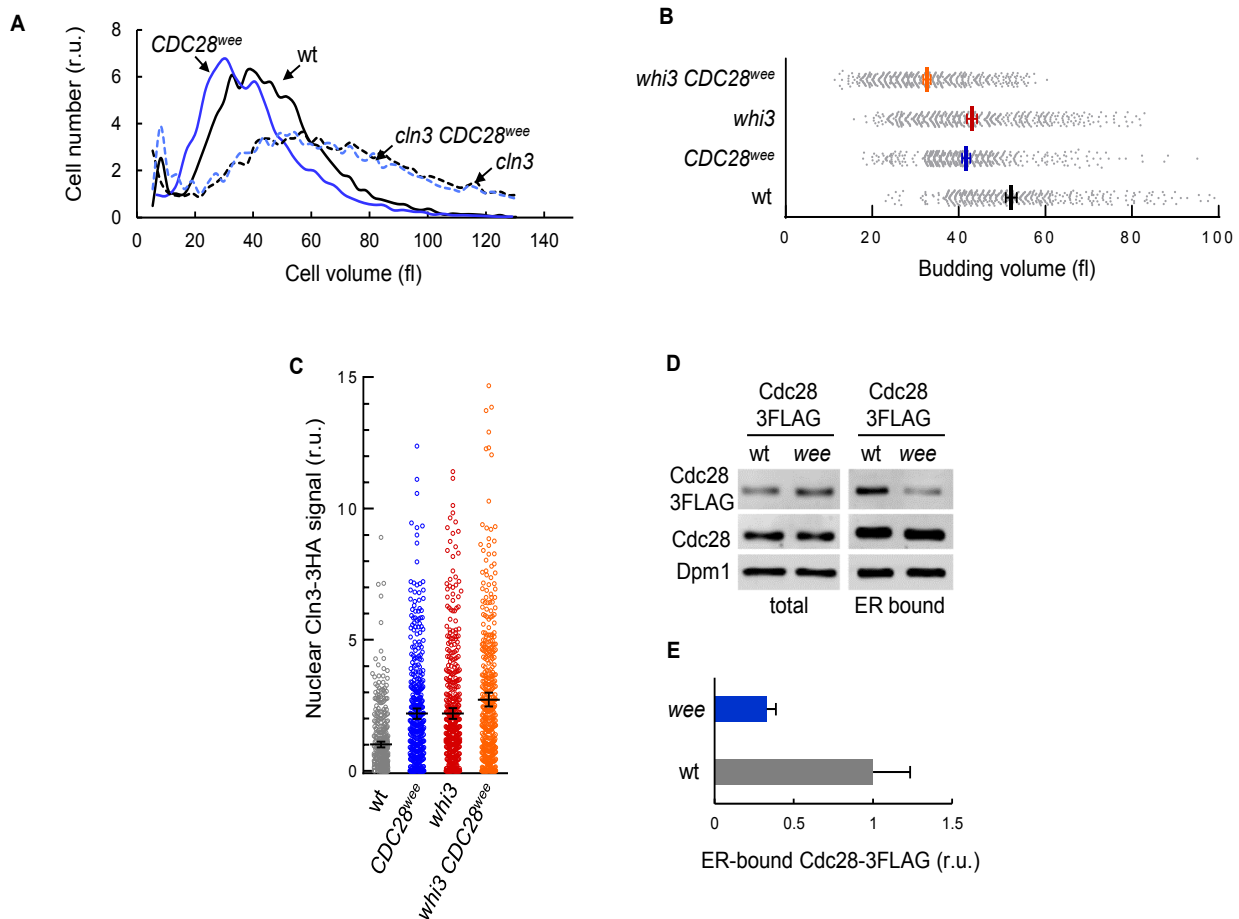 A
Cell number (r.u.)
8
6
4
2
0
CDC28wee
wt
cln3 CDC28wee
cln3
0
20
40
60
80
100
120
140
Cell volume (fl)
B
whi3 CDC28wee
whi3
CDC28wee
wt
0
20
40
60
80
100
Budding volume (fl)
C
Nuclear Cln3-3HA signal (r.u.)
15
10
5
0
wt
CDC28wee
whi3
whi3 CDC28wee
D
Cdc28
3FLAG
Cdc28
3FLAG
wt
wee
wt
wee
Cdc28
3FLAG
Cdc28
Dpm1
total
ER bound
E
wee
wt
0
0.5
1
1.5
ER-bound Cdc28-3FLAG (r.u.)